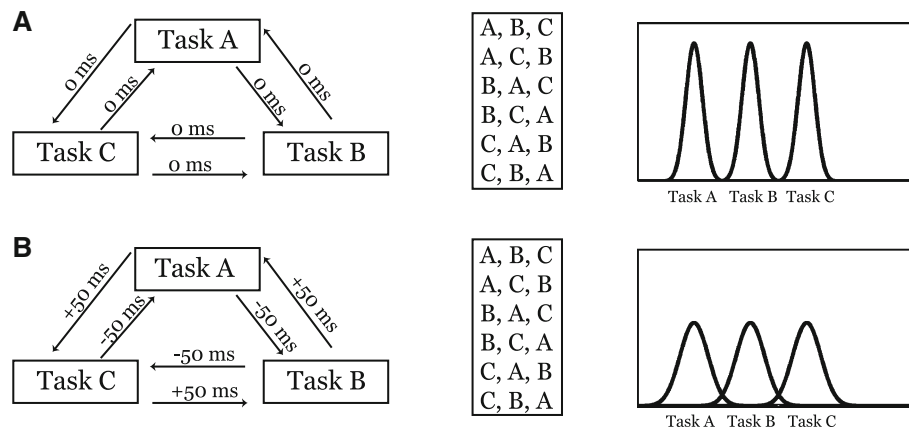 A
Task A
0 ms
0 ms
0 ms
0 ms
0 ms
0 ms
Task C
Task B
A, B, C
A, C, B
B, A, C
B, C, A
C, A, B
C, B, A
Task A Task B Task C
B
Task A
+50 ms
-50 ms
-50 ms
+50 ms
-50 ms
+50 ms
Task C
Task B
A, B, C
A, C, B
B, A, C
B, C, A
C, A, B
C, B, A
Task A Task B Task C